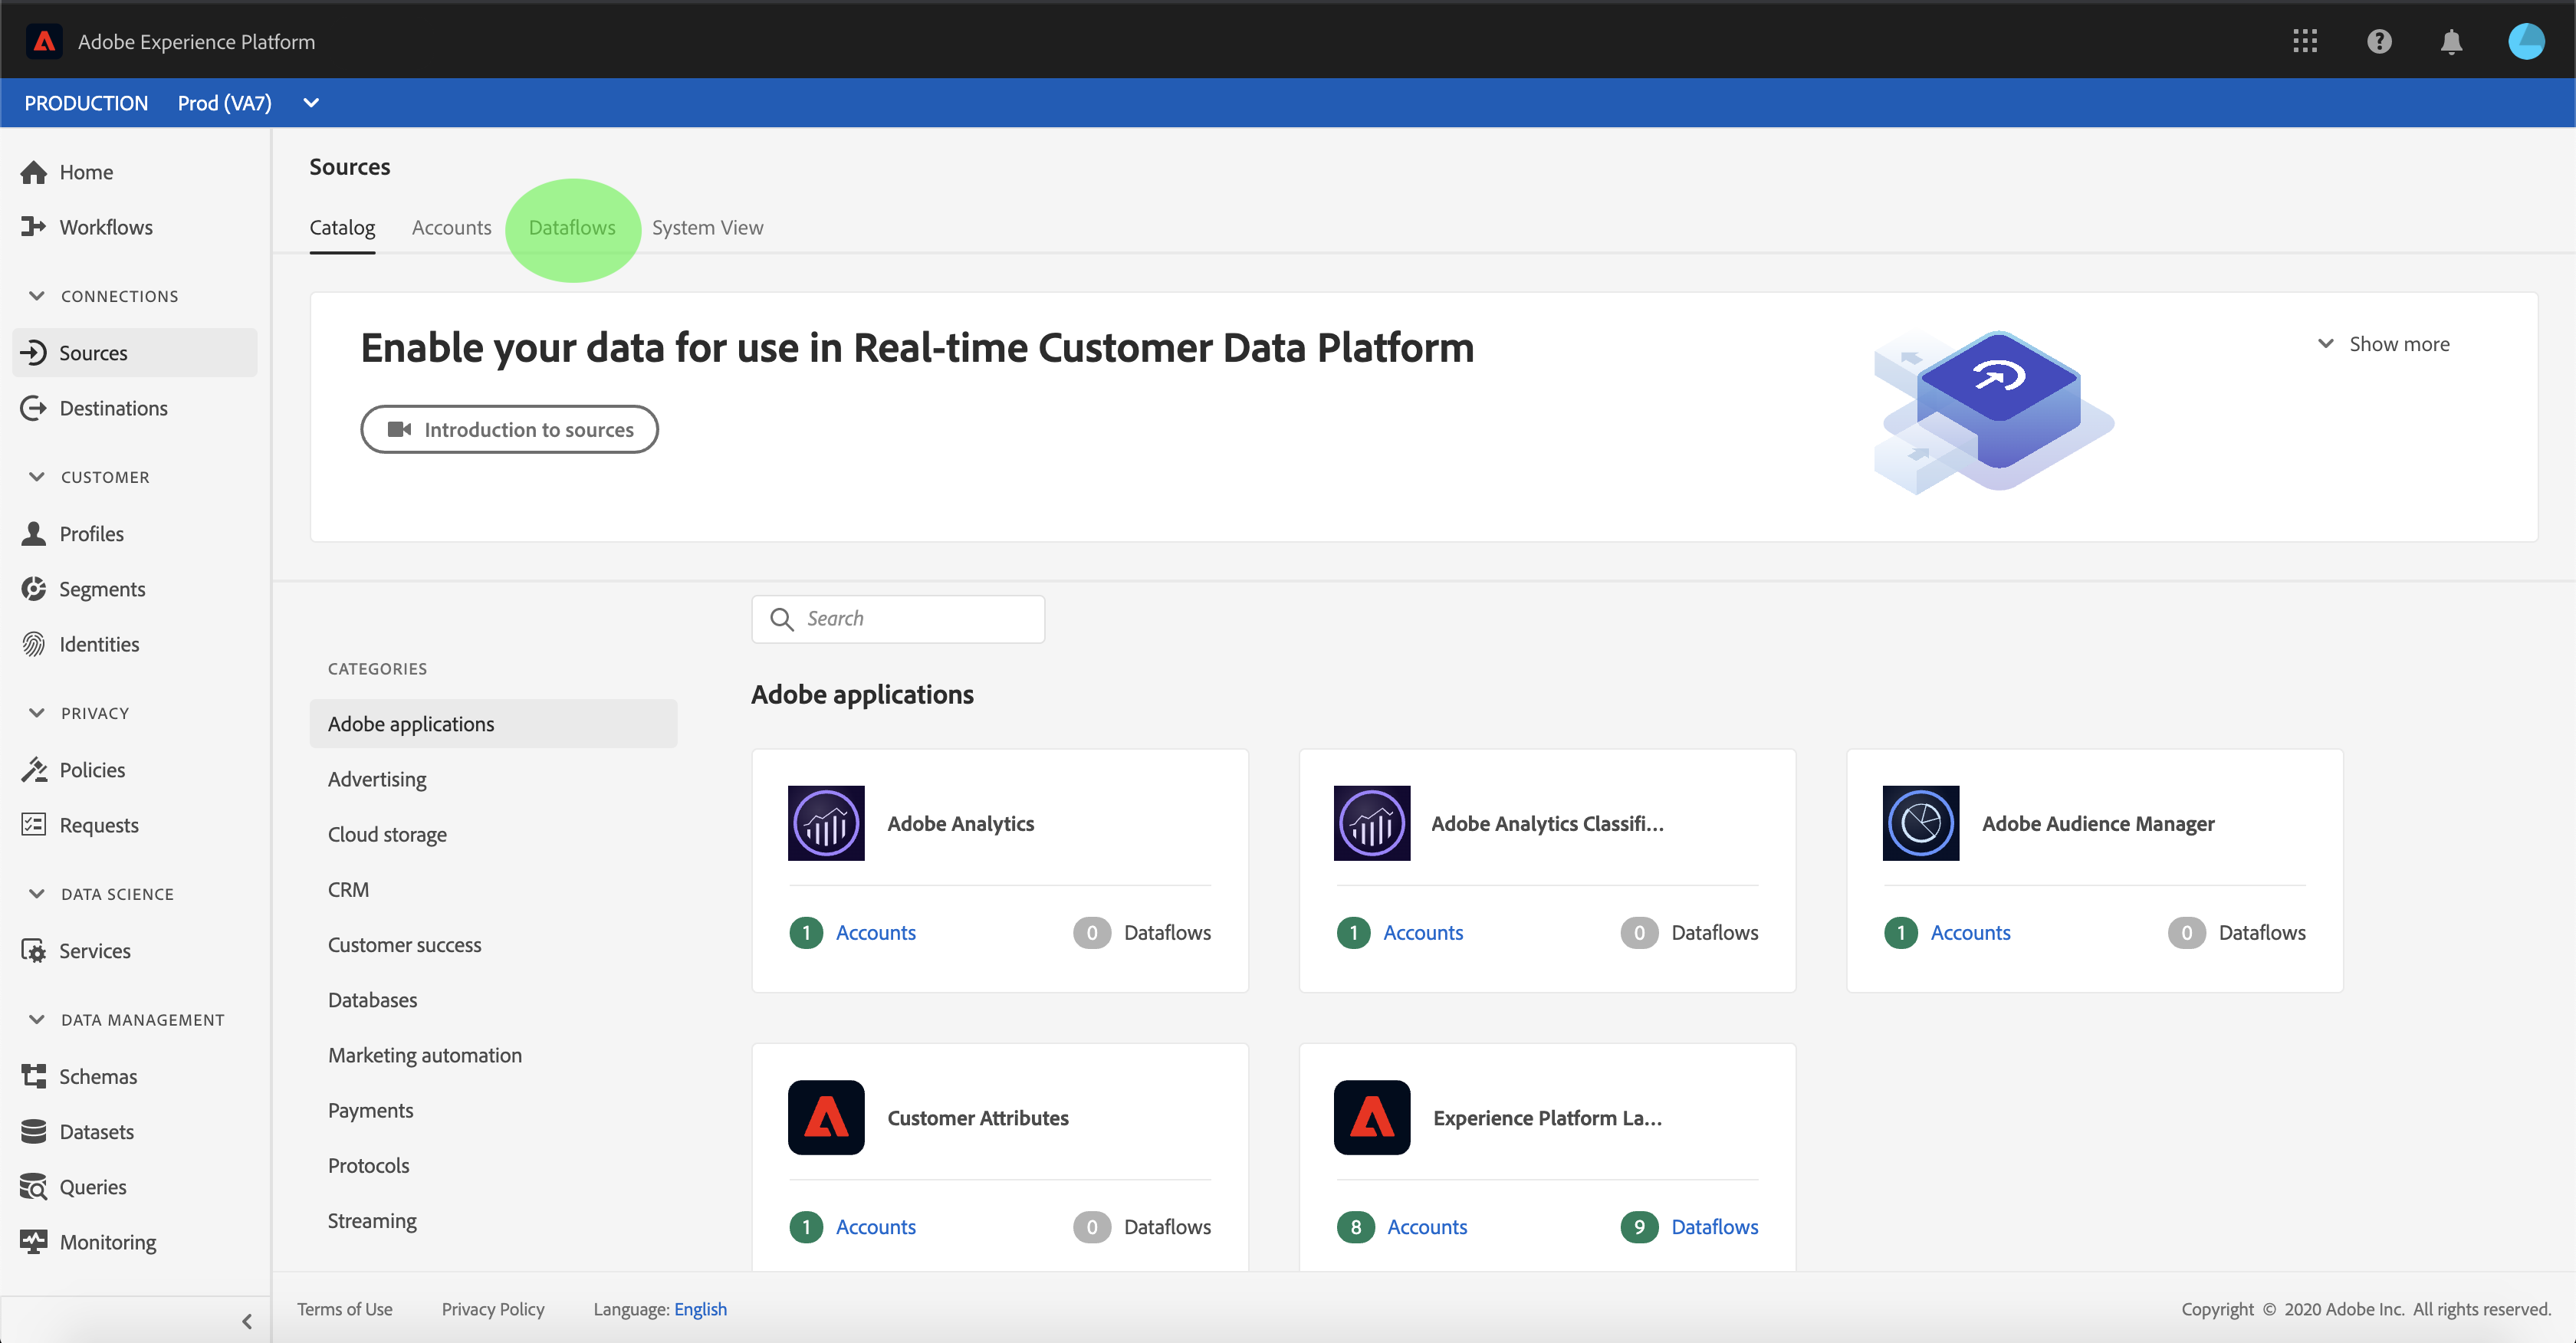 Adobe Experience Platform
PRODUCTION Prod (VA7)
Home
Workflows
CONNECTIONS
Sources
Destinations
CUSTOMER
Profiles
Segments
Identities
PRIVACY
Policies
Requests
DATA SCIENCE
Services
DATA MANAGEMENT
Schemas
Datasets
Queries
Monitoring
Sources
Catalog Accounts Dataflows System View
Enable your data for use in Real-time Customer Data Platform
Show more
Introduction to sources
Search
CATEGORIES
Adobe applications
Advertising
Cloud storage
CRM
Customer success
Databases
Marketing automation
Payments
Protocols
Streaming
Adobe applications
Adobe Analytics
1 Accounts 0 Dataflows
Adobe Analytics Classifi...
1 Accounts 0 Dataflows
Adobe Audience Manager
1 Accounts 0 Dataflows
Customer Attributes
1 Accounts 0 Dataflows
Experience Platform La...
8 Accounts 9 Dataflows
Terms of Use Privacy Policy Language: English Copyright © 2020 Adobe Inc. All rights reserved.